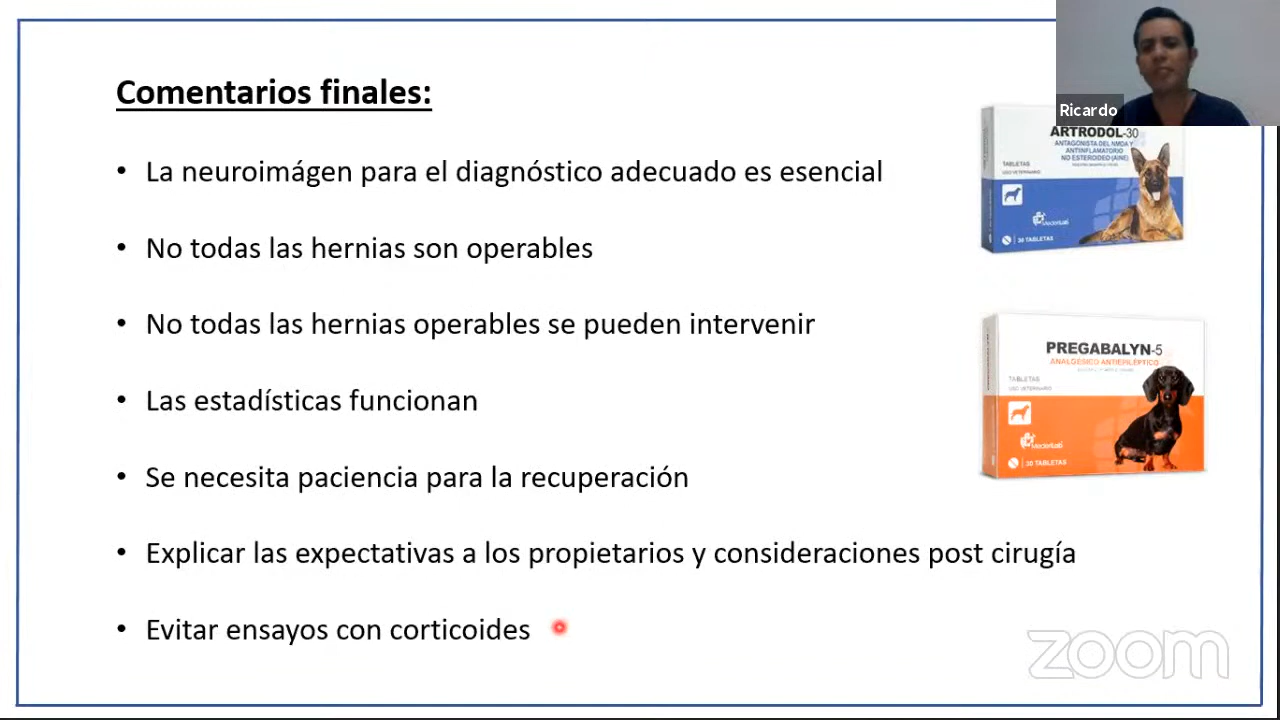 Ricardo
Comentarios finales:
• La neuroimágen para el diagnóstico adecuado es esencial
• No todas las hernias son operables
• No todas las hernias operables se pueden intervenir
• Las estadísticas funcionan
• Se necesita paciencia para la recuperación
• Explicar las expectativas a los propietarios y consideraciones post cirugía
• Evitar ensayos con corticoides
ARTRODOL-30
ANTAGONISTA DEL NMDA Y
ANTIINFLAMATORIO
NO ESTEROIDEO (AINE)
TABLETAS
USO VETERINARIO
30 TABLETAS
PREGABALYN-5
ANALGÉSICO ANTIEPILÉPTICO
TABLETAS
USO VETERINARIO
30 TABLETAS
zoom